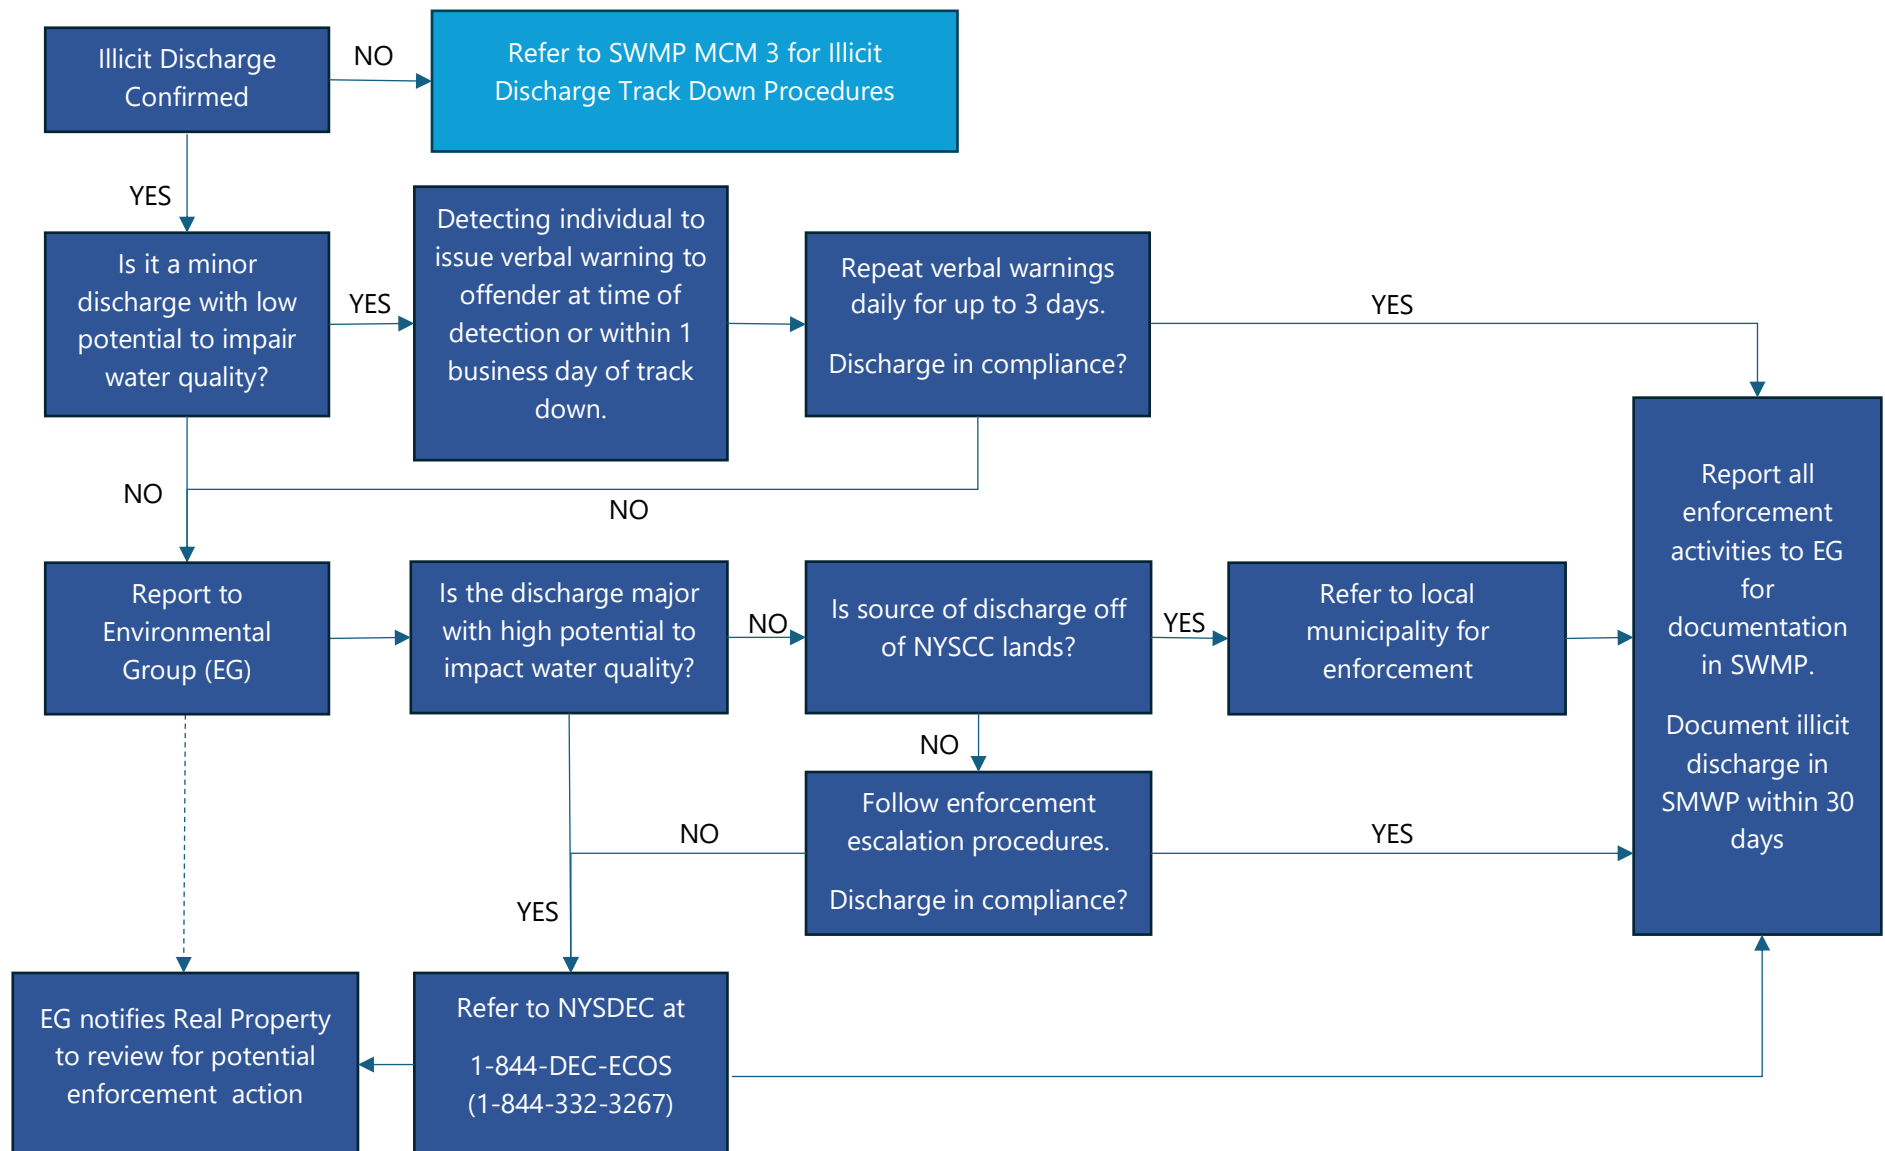 Illicit Discharge
Confirmed
NO
Refer to SWMP MCM 3 for Illicit
Discharge Track Down Procedures
YES
Is it a minor
discharge with low
potential to impair
water quality?
YES
Detecting individual to
issue verbal warning to
offender at time of
detection or within 1
business day of track
down.
Repeat verbal warnings
daily for up to 3 days.
Discharge in compliance?
YES
NO
NO
Report to
Environmental
Group (EG)
Is the discharge major
with high potential to
impact water quality?
NO
Is source of discharge off
of NYSCC lands?
YES
Refer to local
municipality for
enforcement
Report all
enforcement
activities to EG
for
documentation
in SWMP.
Document illicit
discharge in
SMWP within 30
days
NO
Follow enforcement
escalation procedures.
Discharge in compliance?
NO
YES
YES
EG notifies Real Property
to review for potential
enforcement action
Refer to NYSDEC at
1-844-DEC-ECOS
(1-844-332-3267)